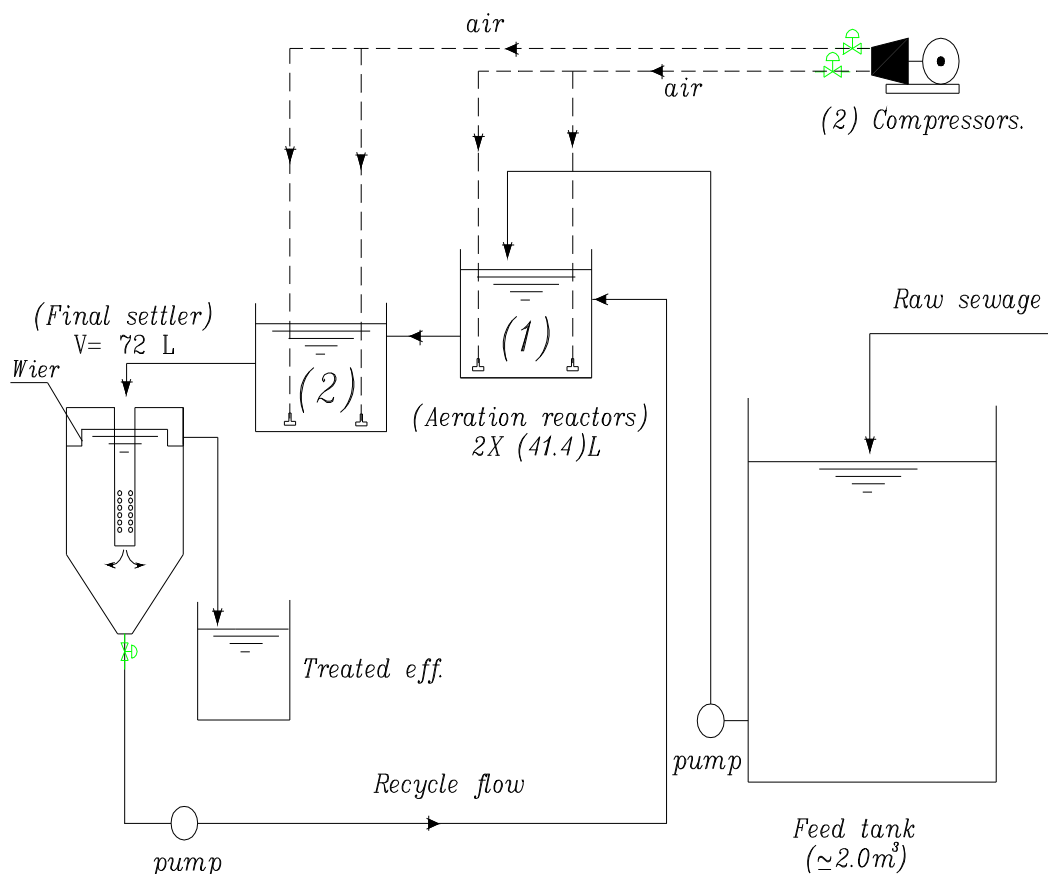 air
air
(2) Compressors.
(1)
Raw sewage
(Final settler)
V= 72 L
Wier
(2)
(Aeration reactors)
2X (41.4)L
Treated eff.
pump
Recycle flow
pump
Feed tank
(≃2.0m³)